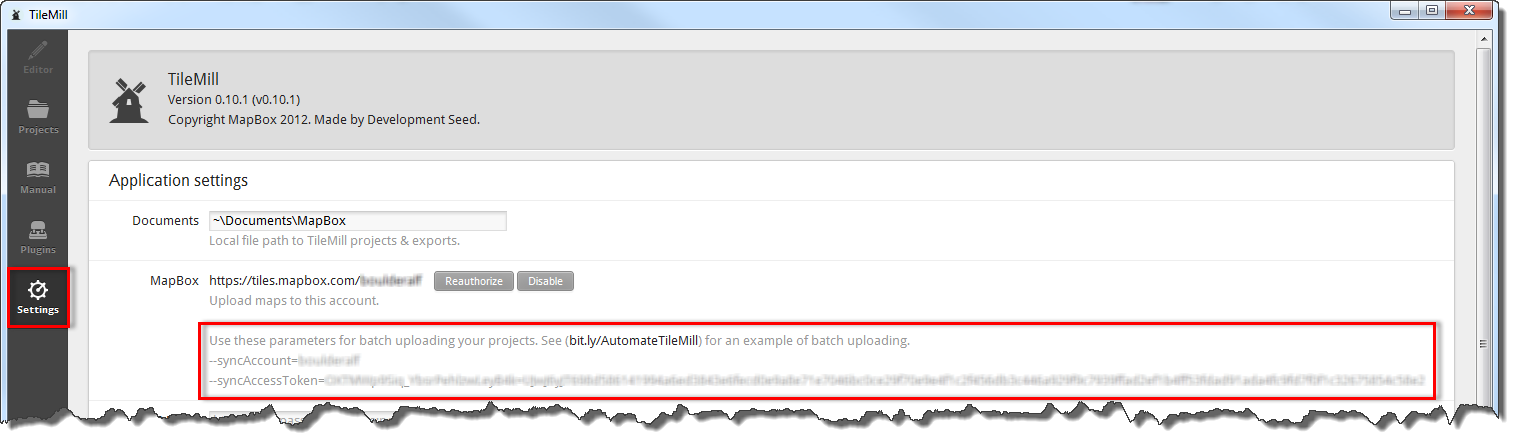 TileMill
Editor
Projects
Manual
Plugins
Settings
TileMill
Version 0.10.1 (v0.10.1)
Copyright MapBox 2012. Made by Development Seed.
Application settings
Documents ~\Documents\MapBox
Local file path to TileMill projects & exports.
MapBox https://tiles.mapbox.com/ Reauthorize Disable
Upload maps to this account.
Use these parameters for batch uploading your projects. See (bit.ly/AutomateTileMill) for an example of batch uploading.
--syncAccount=
--syncAccessToken=